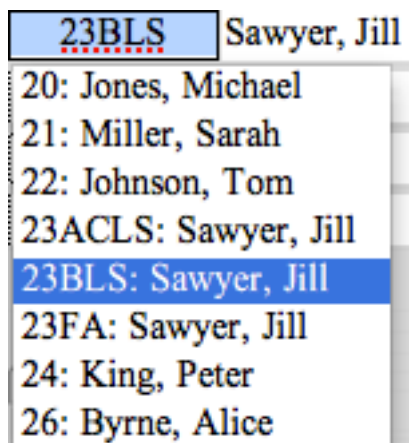 23BLS Sawyer, Jill
20: Jones, Michael
21: Miller, Sarah
22: Johnson, Tom
23ACLS: Sawyer, Jill
23BLS: Sawyer, Jill
23FA: Sawyer, Jill
24: King, Peter
26: Byrne, Alice